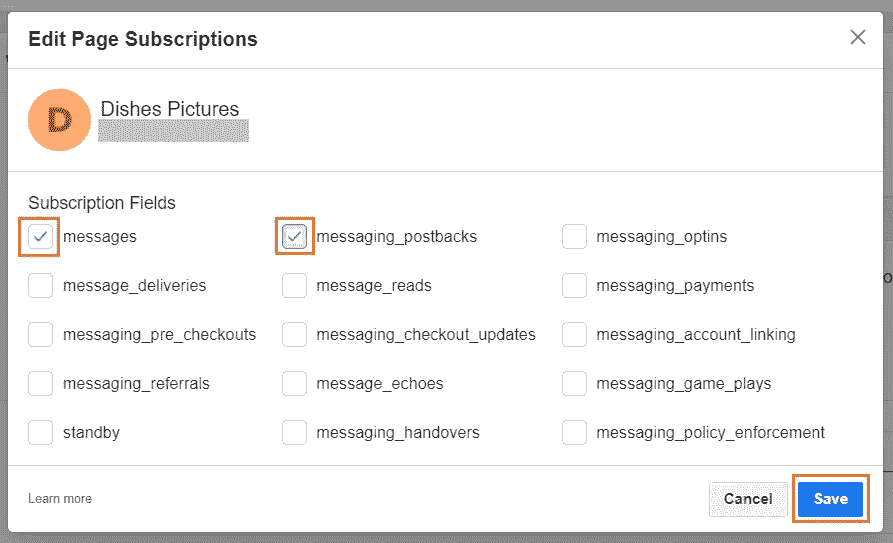 Edit Page Subscriptions
D
Dishes Pictures
Subscription Fields
messages messaging_postbacks messaging_optins
message_deliveries message_reads messaging_payments
messaging_pre_checkouts messaging_checkout_updates messaging_account_linking
messaging_referrals message_echoes messaging_game_plays
standby messaging_handovers messaging_policy_enforcement
Learn more Cancel Save